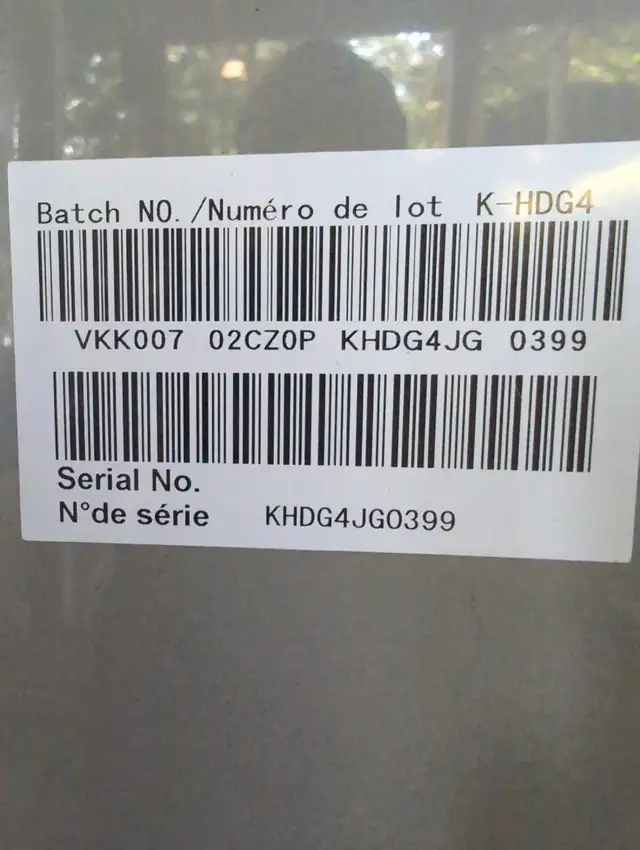 Batch NO./Numéro de lot K-HDG4
VKK007 02CZ0P KHDG4JG 0399
Serial No.
N°de série KHDG4JG0399